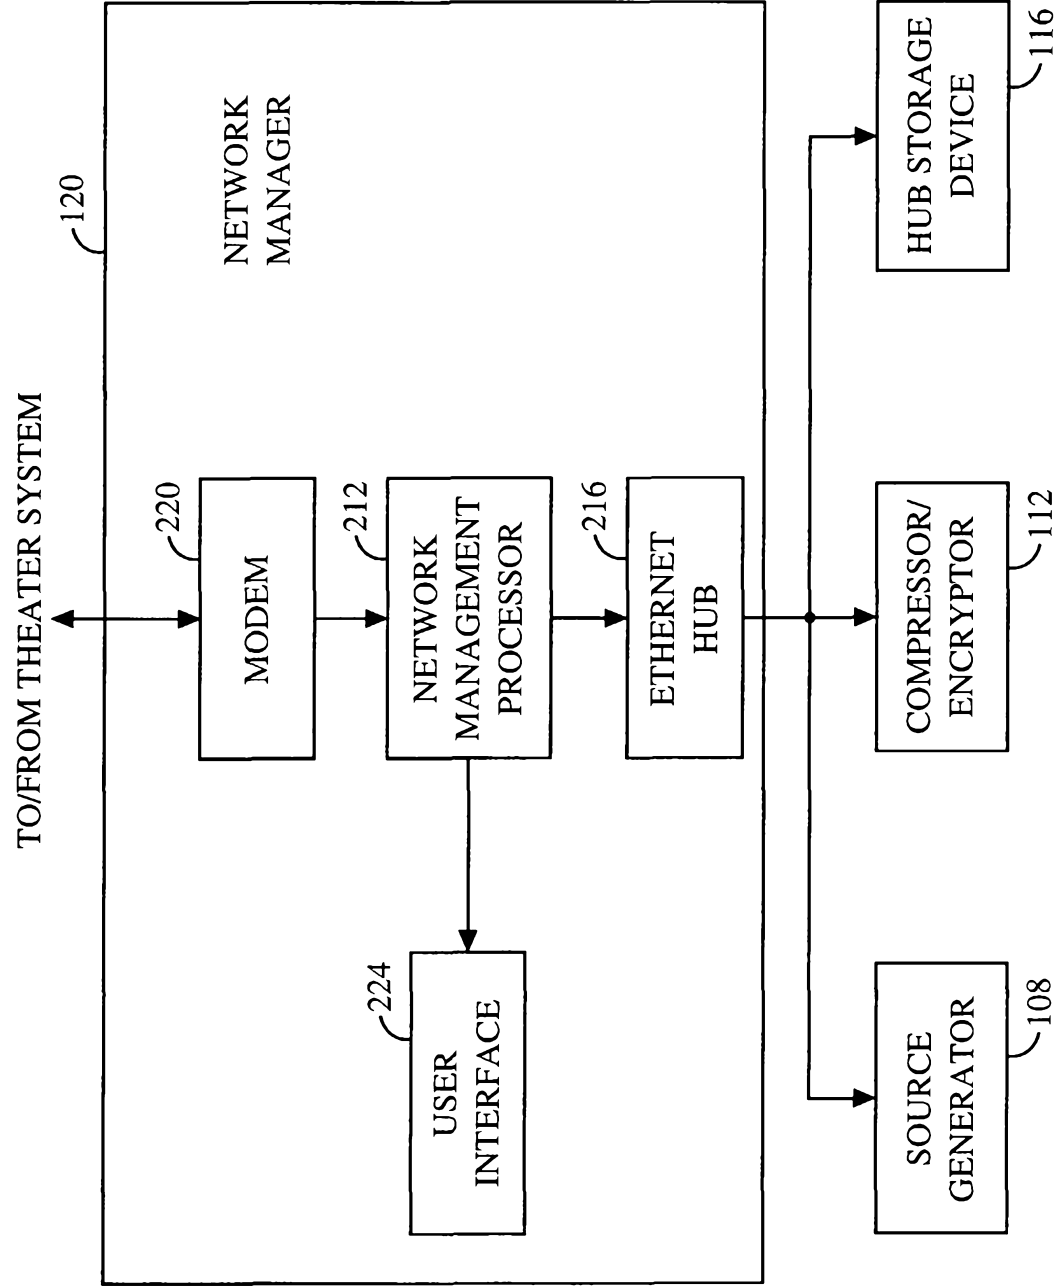 TO/FROM THEATER SYSTEM
120
NETWORK
MANAGER
220
MODEM
212
NETWORK
MANAGEMENT
PROCESSOR
224
USER
INTERFACE
216
ETHERNET
HUB
SOURCE
GENERATOR
108
COMPRESSOR/
ENCRYPTOR
112
HUB STORAGE
DEVICE
116